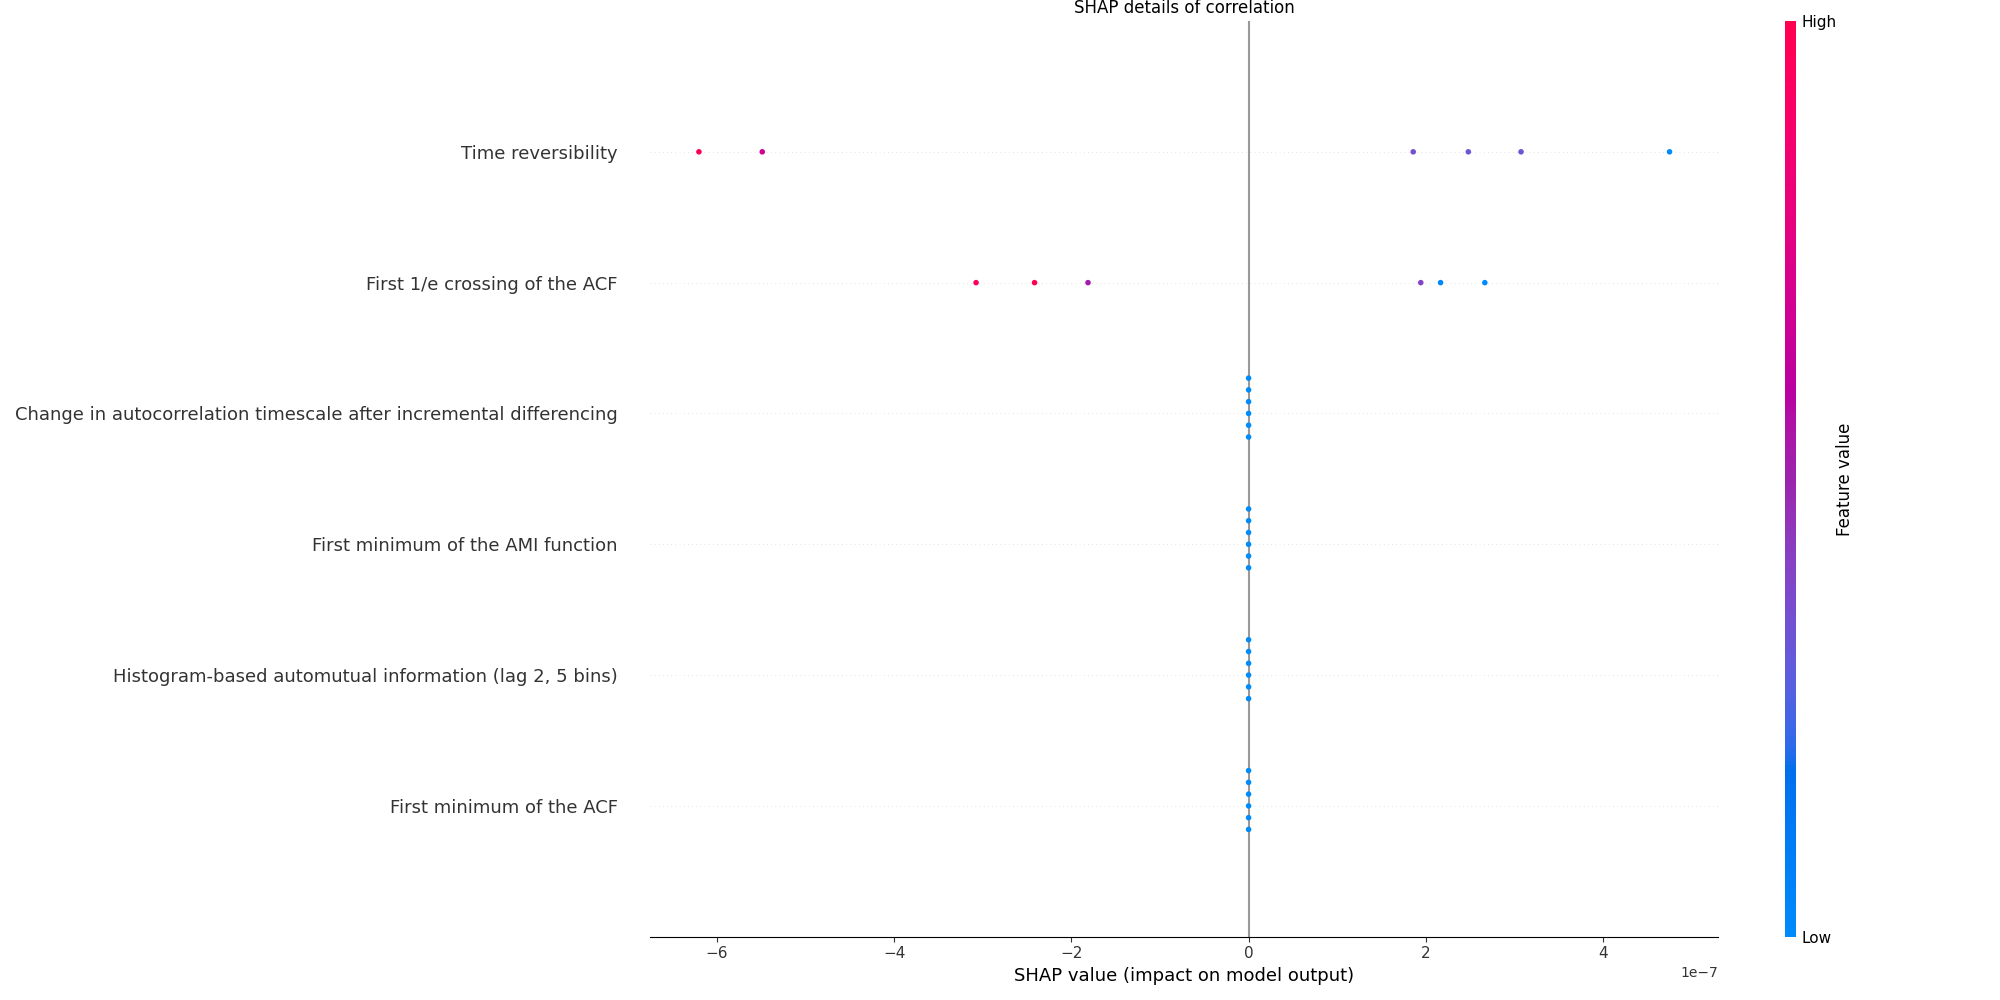 SHAP details of correlation
High
Time reversibility
First 1/e crossing of the ACF
Change in autocorrelation timescale after incremental differencing
First minimum of the AMI function
Histogram-based automutual information (lag 2, 5 bins)
First minimum of the ACF
Feature value
Low
−6 −4 −2 0 2 4
1e−7
SHAP value (impact on model output)